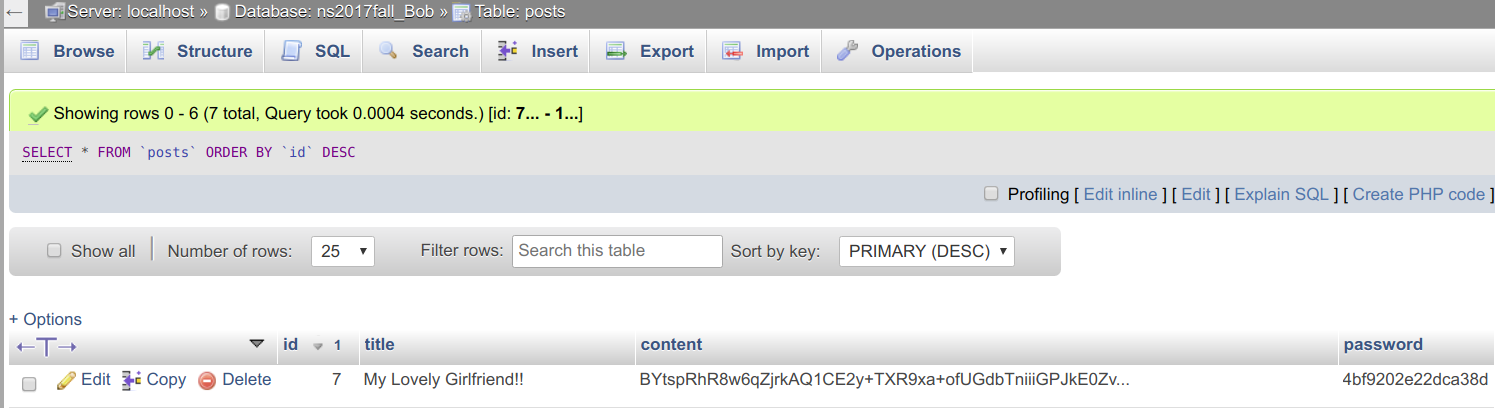 Server: localhost » Database: ns2017fall_Bob » Table: posts
Browse Structure SQL Search Insert Export Import Operations
Showing rows 0 - 6 (7 total, Query took 0.0004 seconds.) [id: 7... - 1...]
SELECT * FROM `posts` ORDER BY `id` DESC
Profiling [ Edit inline ] [ Edit ] [ Explain SQL ] [ Create PHP code ]
Show all Number of rows: 25 Filter rows: Search this table Sort by key: PRIMARY (DESC)
+ Options
id 1 title content password
Edit Copy Delete 7 My Lovely Girlfriend!! BYtspRhR8w6qZjrkAQ1CE2y+TXR9xa+ofUGdbTniiiGPJkE0Zv... 4bf9202e22dca38d